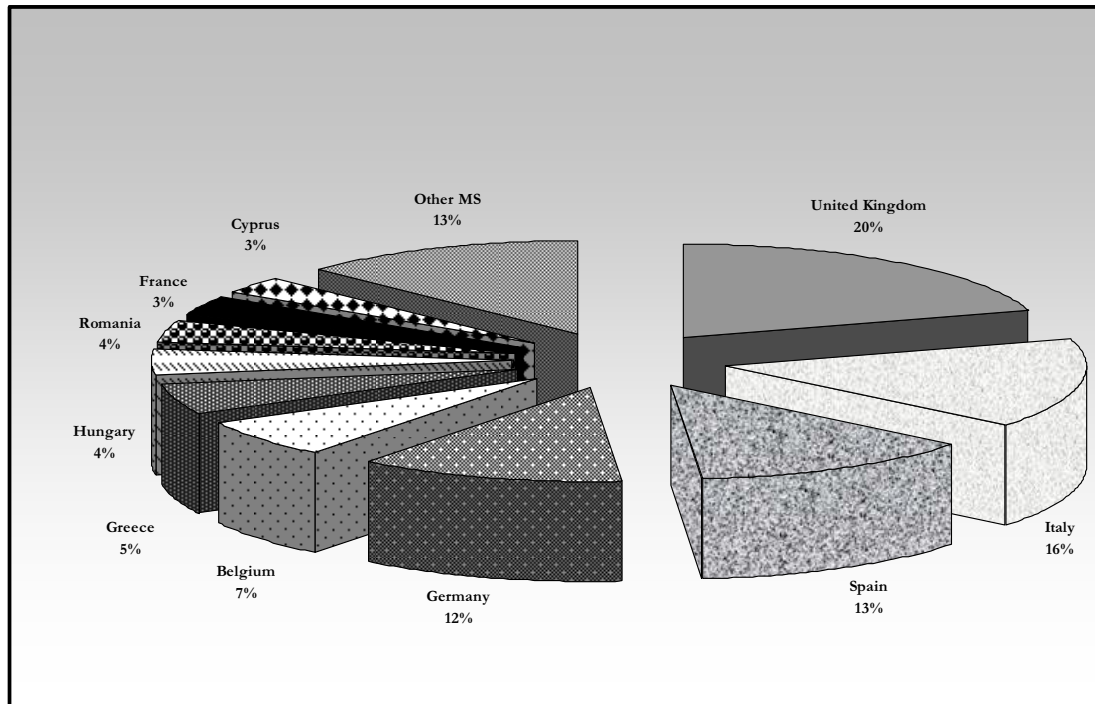 Other MS
13%
United Kingdom
20%
Cyprus
3%
France
3%
Romania
4%
Hungary
4%
Greece
5%
Belgium
7%
Germany
12%
Spain
13%
Italy
16%